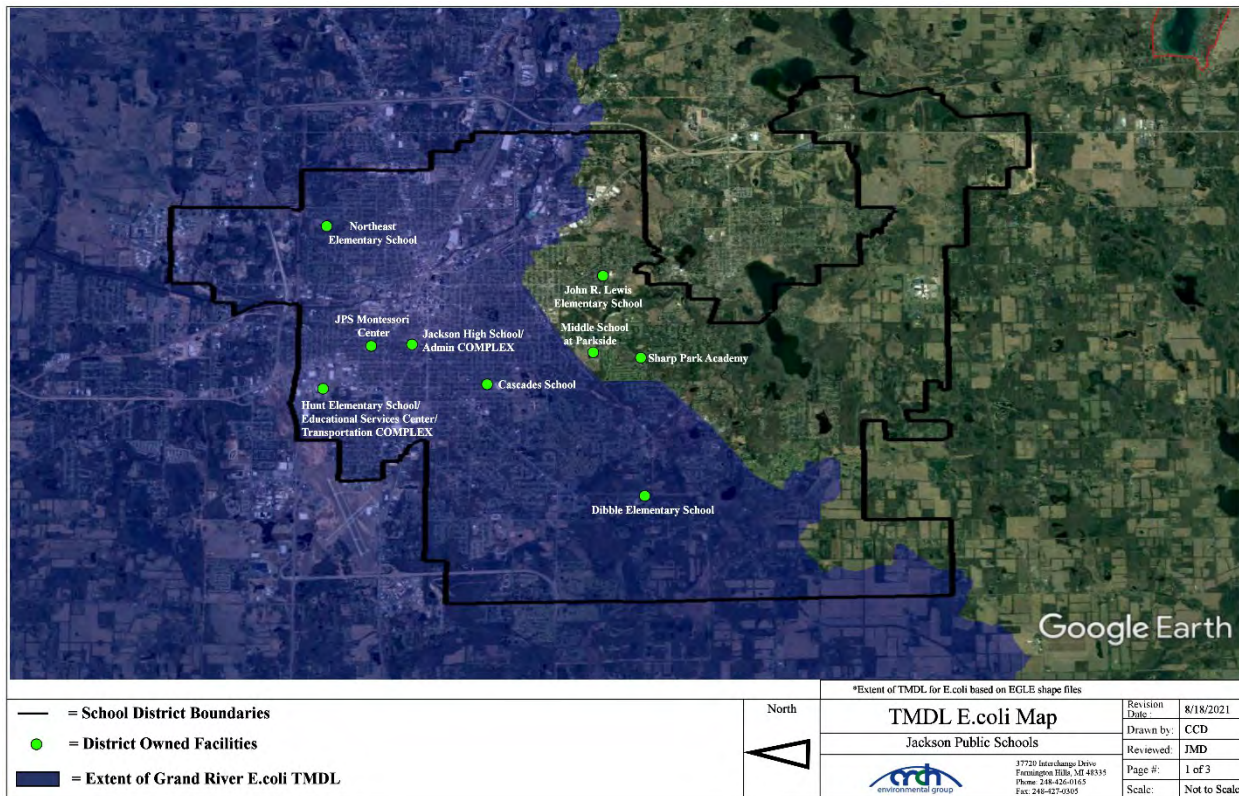 Northeast
Elementary School
John R. Lewis
Elementary School
JPS Montessori
Center
Jackson High School/
Admin COMPLEX
Middle School
at Parkside
Sharp Park Academy
Cascades School
Hunt Elementary School/
Educational Services Center/
Transportation COMPLEX
Dibble Elementary School
Google Earth
*Extent of TMDL for E.coli based on EGLE shape files
= School District Boundaries
= District Owned Facilities
= Extent of Grand River E.coli TMDL
North
TMDL E.coli Map
Jackson Public Schools
arch
environmental group
37720 Interchange Drive
Farmington Hills, MI 48335
Phone: 248-426-0165
Fax: 248-427-0305
Revision Date : 8/18/2021
Drawn by: CCD
Reviewed: JMD
Page #: 1 of 3
Scale: Not to Scale